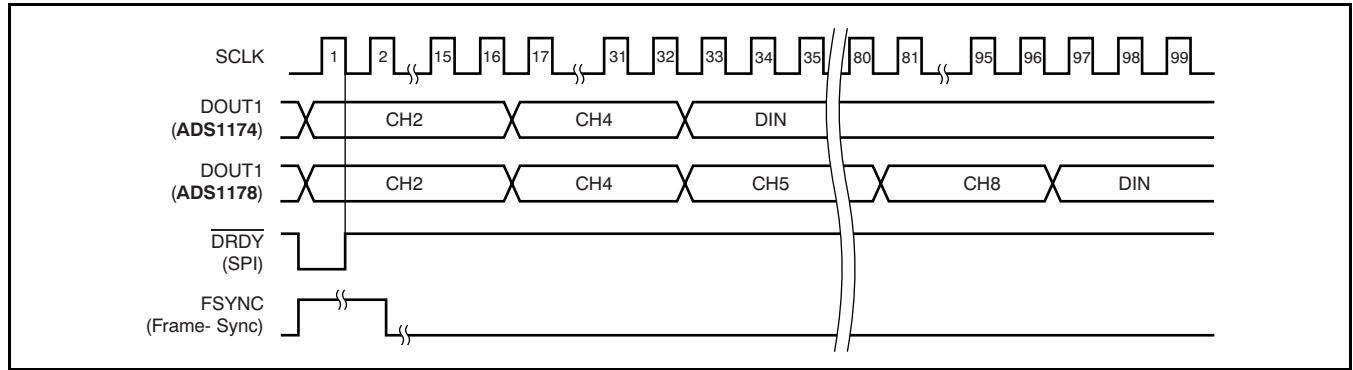 SCLK 1 2 15 16 17 31 32 33 34 35 80 81 95 96 97 98 99
DOUT1
(ADS1174)
CH2 CH4 DIN
DOUT1
(ADS1178)
CH2 CH4 CH5 CH8 DIN
DRDY
(SPI)
FSYNC
(Frame- Sync)